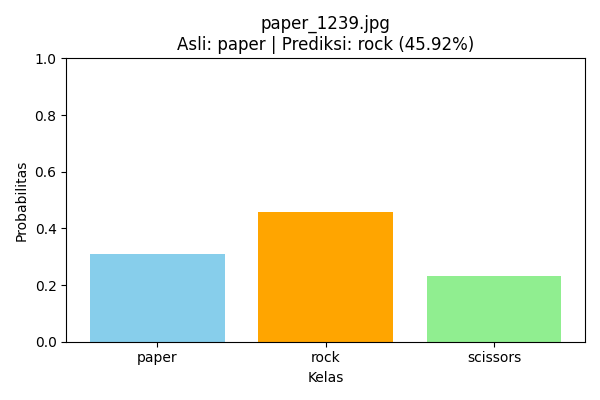 paper_1239.jpg
Asli: paper | Prediksi: rock (45.92%)
1.0
0.8
0.6
0.4
0.2
0.0
Probabilitas
paper
rock
scissors
Kelas